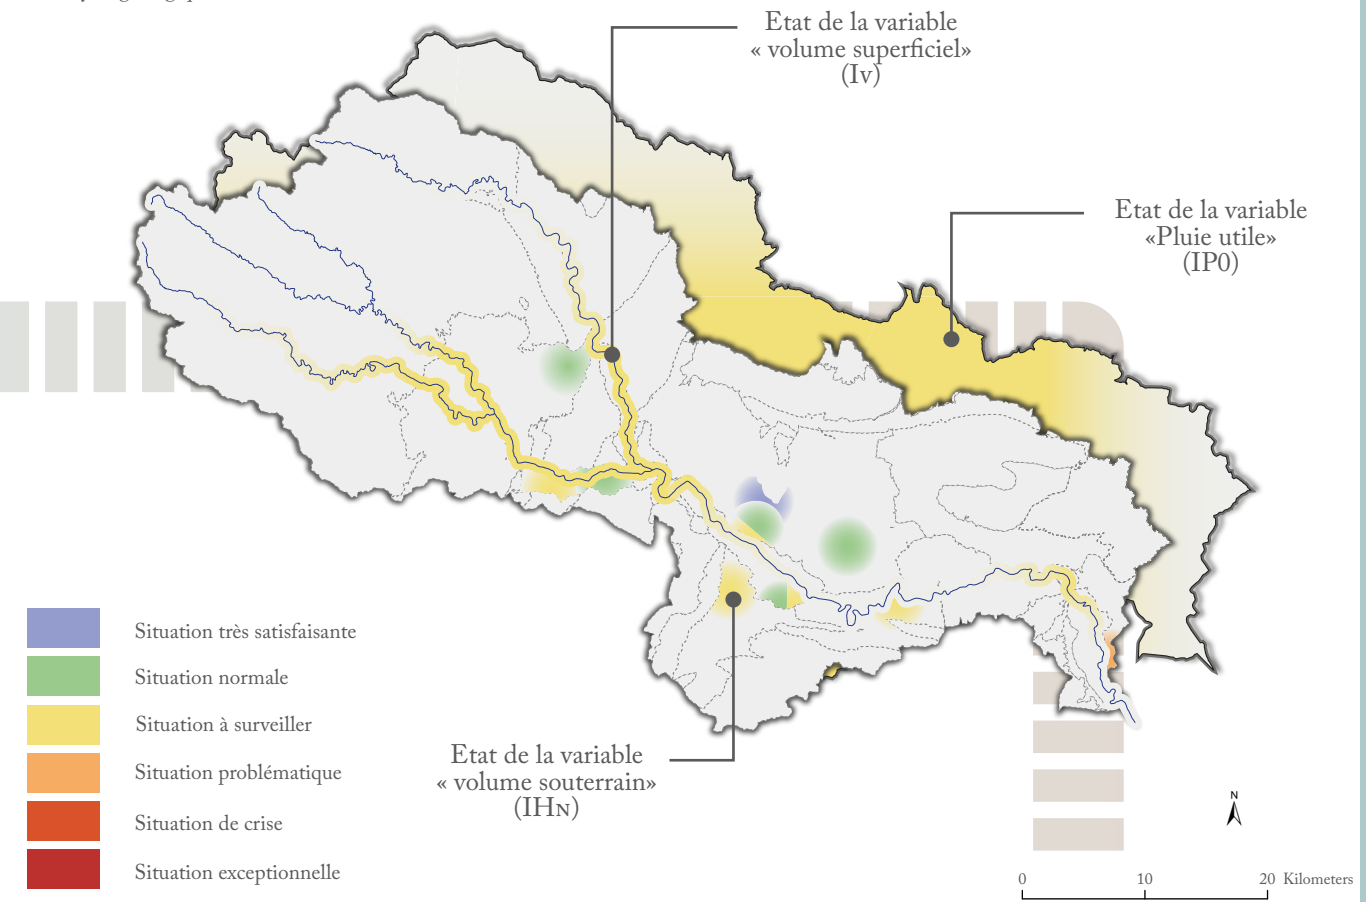 Etat de la variable
« volume superficiel»
(Iv)
Etat de la variable
«Pluie utile»
(IP0)
Situation très satisfaisante
Situation normale
Situation à surveiller
Situation problématique
Situation de crise
Situation exceptionnelle
Etat de la variable
« volume souterrain»
(IHN)
N
0 10 20 Kilometers